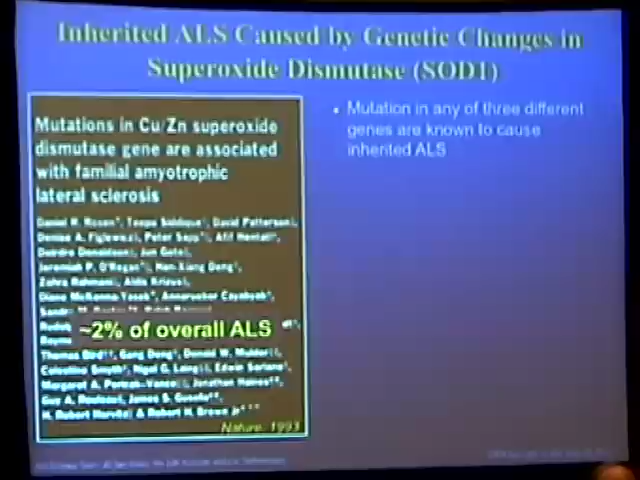 Inherited ALS Caused by Genetic Changes in
Superoxide Dismutase (SOD1)
Mutations in Cu/Zn superoxide
dismutase gene are associated
with familial amyotrophic
lateral sclerosis
Daniel R. Rosen, Teepu Siddique, David Patterson,
Denise A. Figlewicz, Peter Sapp, Afif Hentati,
Deirdre Donaldson, Jun Goto,
Jeremiah P. O'Regan, Han-Xiang Deng,
Zohra Rahmani, Aldis Krizus,
Diane McKenna-Yasek, Annarueber Cayabyab,
~2% of overall ALS
Thomas Bird, Gang Deng, Donald W. Mulder,
Celestine Smyth, Nigel G. Laing, Edwin Soriano,
Margaret A. Pericak-Vance, Jonathan Haines,
Guy A. Rouleau, James S. Gusella,
H. Robert Horvitz & Robert H. Brown Jr
Nature, 1993
• Mutation in any of three different
genes are known to cause
inherited ALS